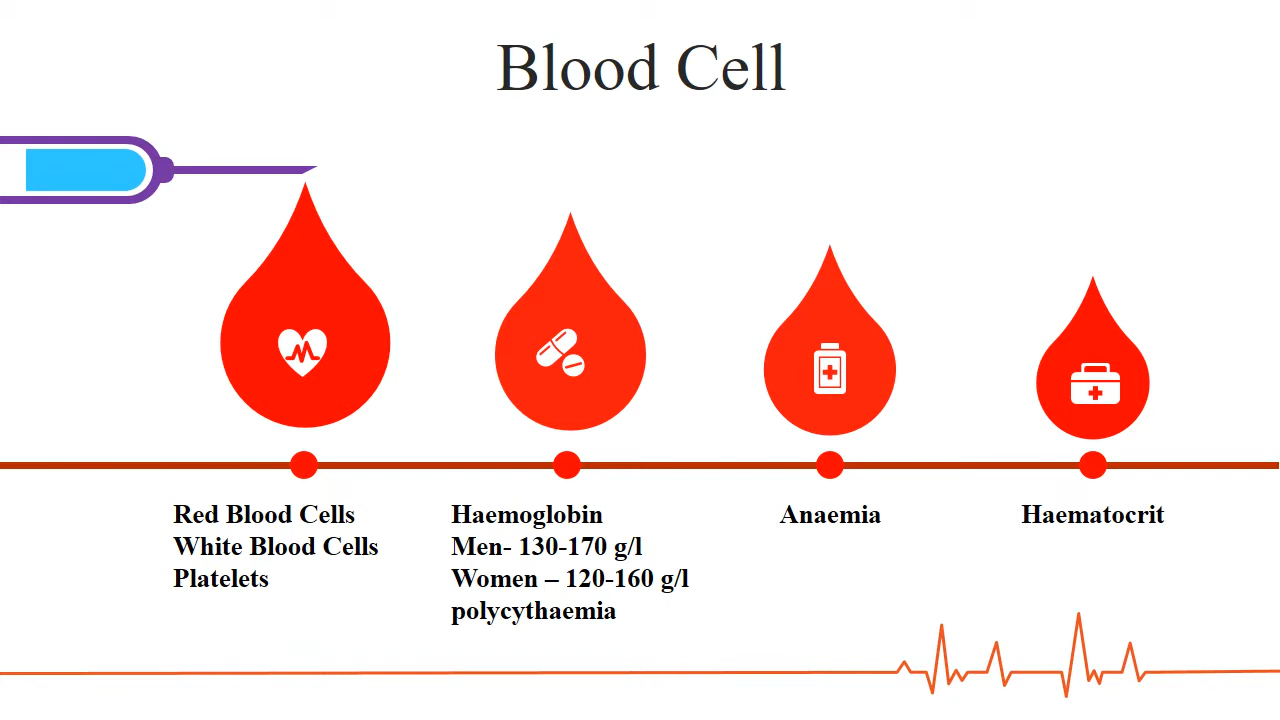 Blood Cell
Red Blood Cells
White Blood Cells
Platelets
Haemoglobin
Men- 130-170 g/l
Women – 120-160 g/l
polycythaemia
Anaemia
Haematocrit